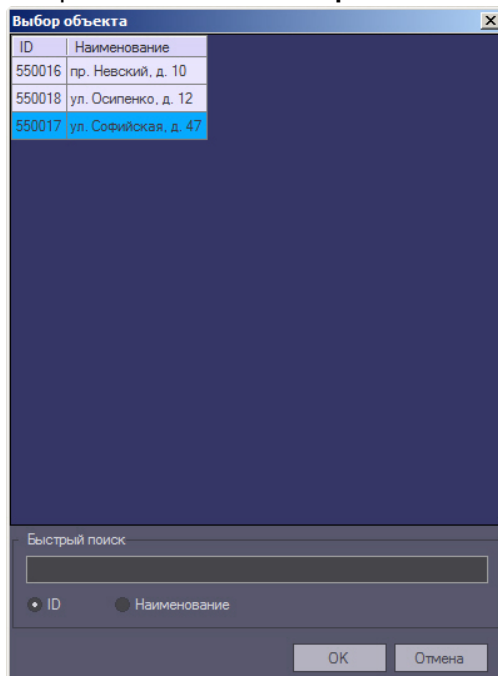 Выбор объекта
ID Наименование
550016 пр. Невский, д. 10
550018 ул. Осипенко, д. 12
550017 ул. Софийская, д. 47
Быстрый поиск
ID Наименование
OK Отмена